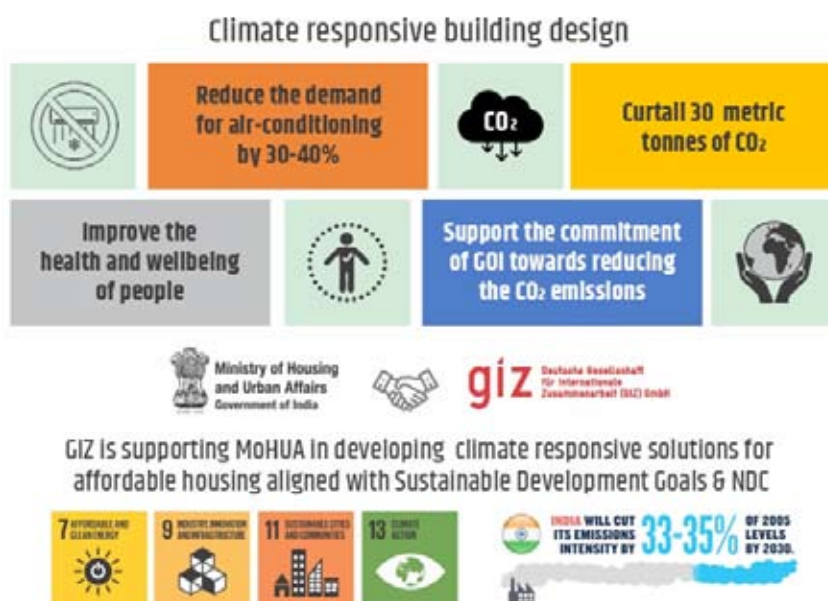 Climate responsive building design
Reduce the demand
for air-conditioning
by 30-40%
CO₂
Curtail 30 metric
tonnes of CO₂
Improve the
health and wellbeing
of people
Support the commitment
of GOI towards reducing
the CO₂ emissions
Ministry of Housing
and Urban Affairs
Government of India
giz
Deutsche Gesellschaft
für Internationale
Zusammenarbeit (GIZ) GmbH
GIZ is supporting MoHUA in developing climate responsive solutions for
affordable housing aligned with Sustainable Development Goals & NDC
7 AFFORDABLE AND
CLEAN ENERGY
9 INDUSTRY, INNOVATION
AND INFRASTRUCTURE
11 SUSTAINABLE CITIES
AND COMMUNITIES
13 CLIMATE
ACTION
INDIA WILL CUT
ITS EMISSIONS
INTENSITY BY
33-35%
OF 2005
LEVELS
BY 2030.